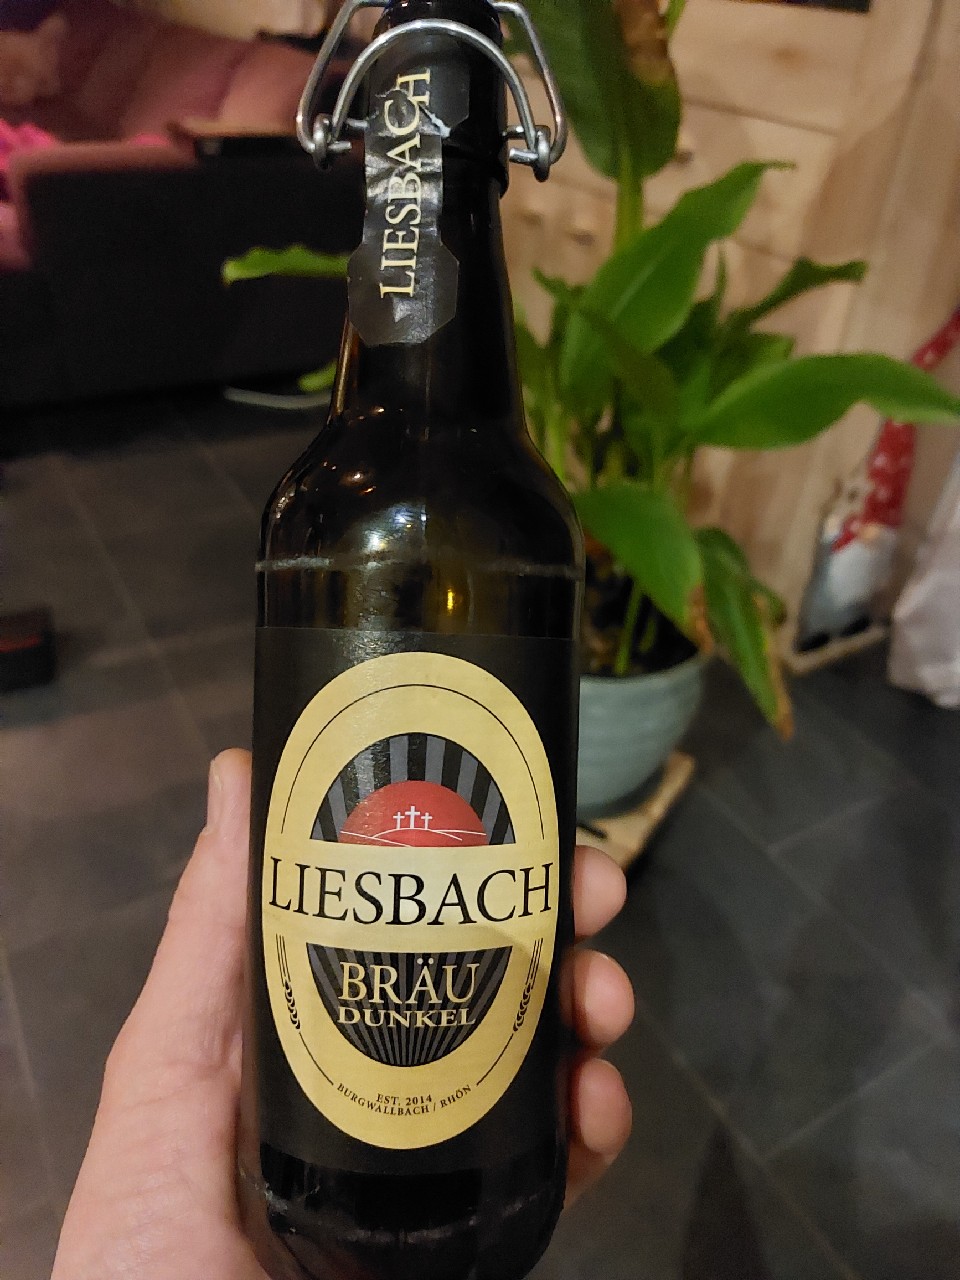 LIESBACH
LIESBACH
BRÄU
DUNKEL
EST. 2014
BURGWALLBACH / RHÖN